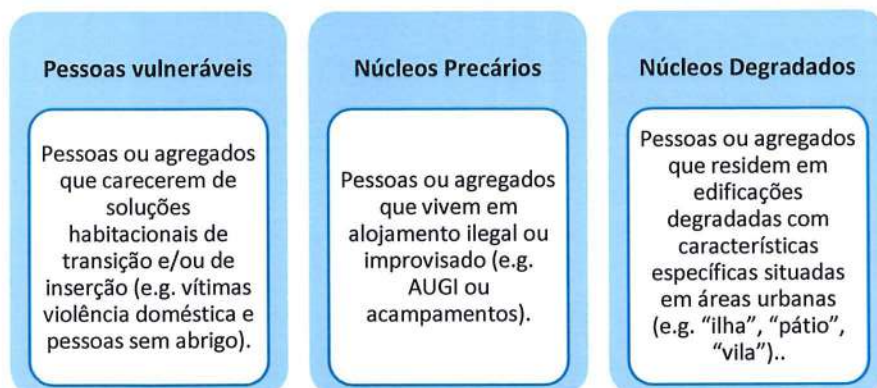 Pessoas vulneráveis
Pessoas ou agregados
que carecerem de
soluções
habitacionais de
transição e/ou de
inserção (e.g. vítimas
violência doméstica e
pessoas sem abrigo).
Núcleos Precários
Pessoas ou agregados
que vivem em
alojamento ilegal ou
improvisado (e.g.
AUGI ou
acampamentos).
Núcleos Degradados
Pessoas ou agregados
que residem em
edificações
degradadas com
características
específicas situadas
em áreas urbanas
(e.g. “ilha”, “pátio”,
“vila”)..